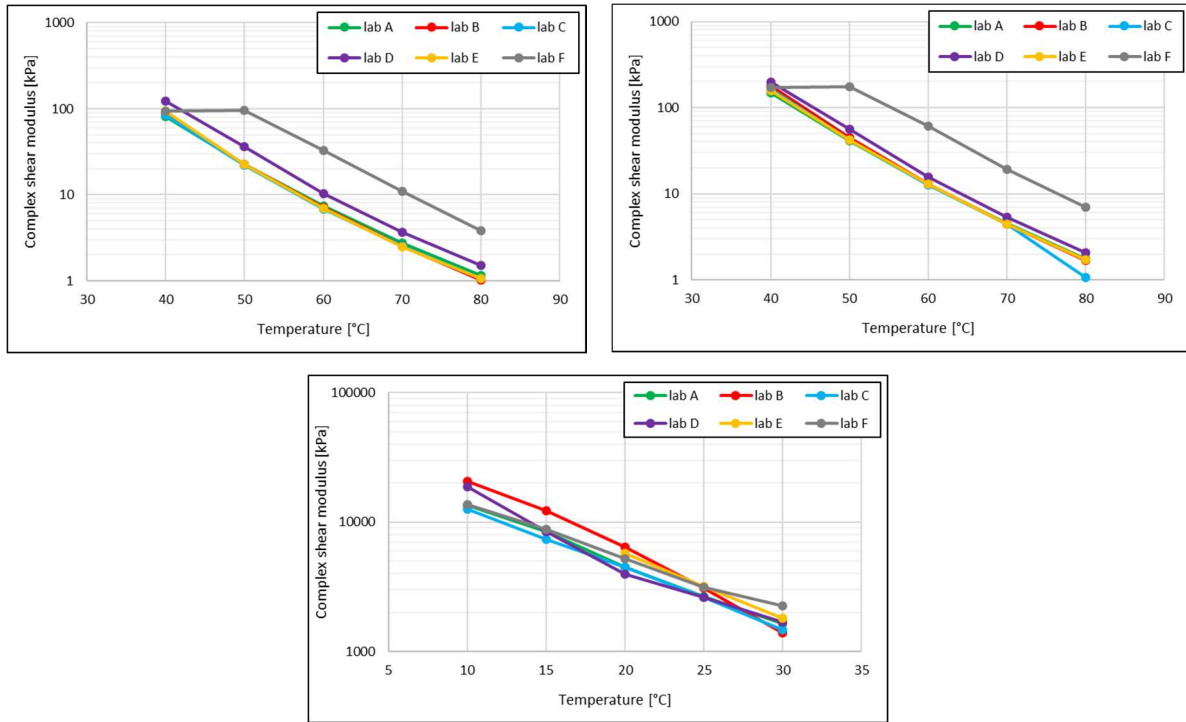 lab A lab B lab C
lab D lab E lab F
Complex shear modulus [kPa]
1000
100
10
1
30 40 50 60 70 80 90
Temperature [°C]
lab A lab B lab C
lab D lab E lab F
Complex shear modulus [kPa]
1000
100
10
1
30 40 50 60 70 80 90
Temperature [°C]
lab A lab B lab C
lab D lab E lab F
Complex shear modulus [kPa]
100000
10000
1000
5 10 15 20 25 30 35
Temperature [°C]